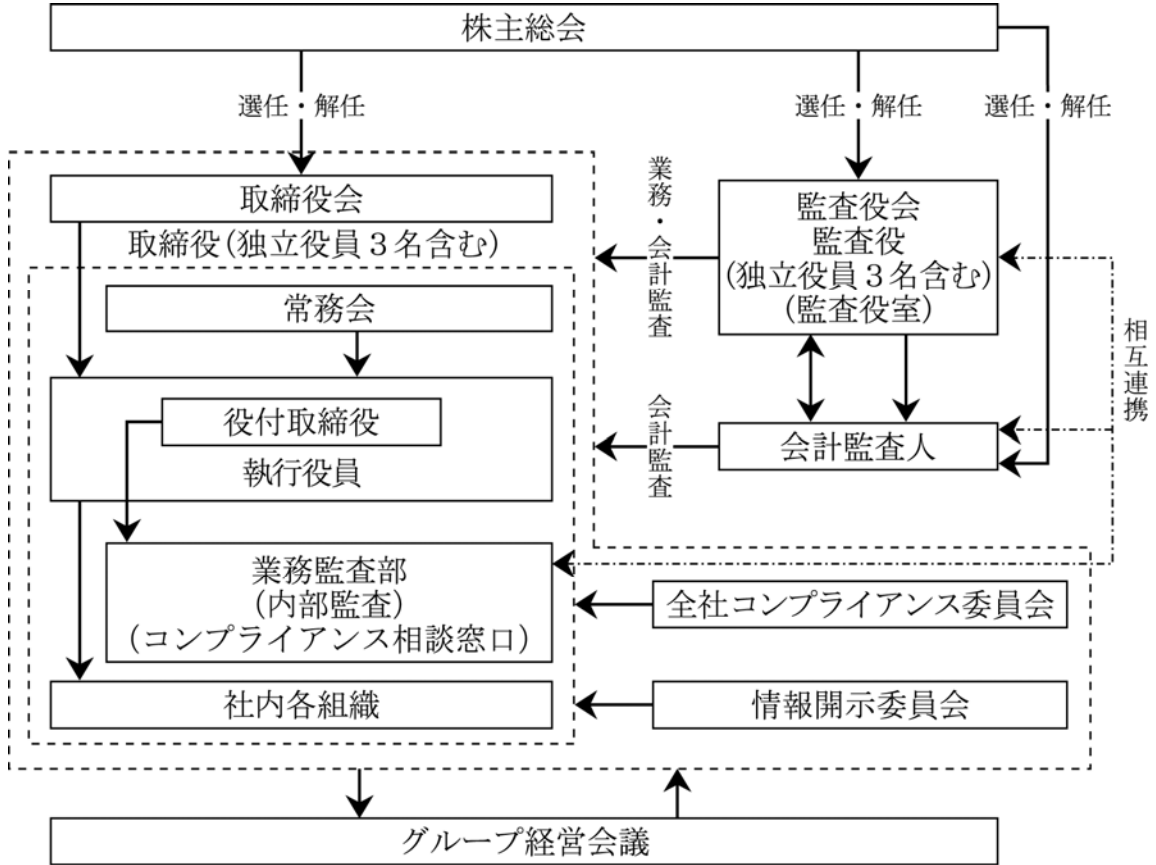 株主総会
選任・解任
選任・解任
選任・解任
取締役会
取締役(独立役員3名含む)
業務・会計監査
監査役会
監査役
(独立役員3名含む)
(監査役室)
常務会
相互連携
役付取締役
執行役員
会計監査
会計監査人
業務監査部
(内部監査)
(コンプライアンス相談窓口)
全社コンプライアンス委員会
社内各組織
情報開示委員会
グループ経営会議